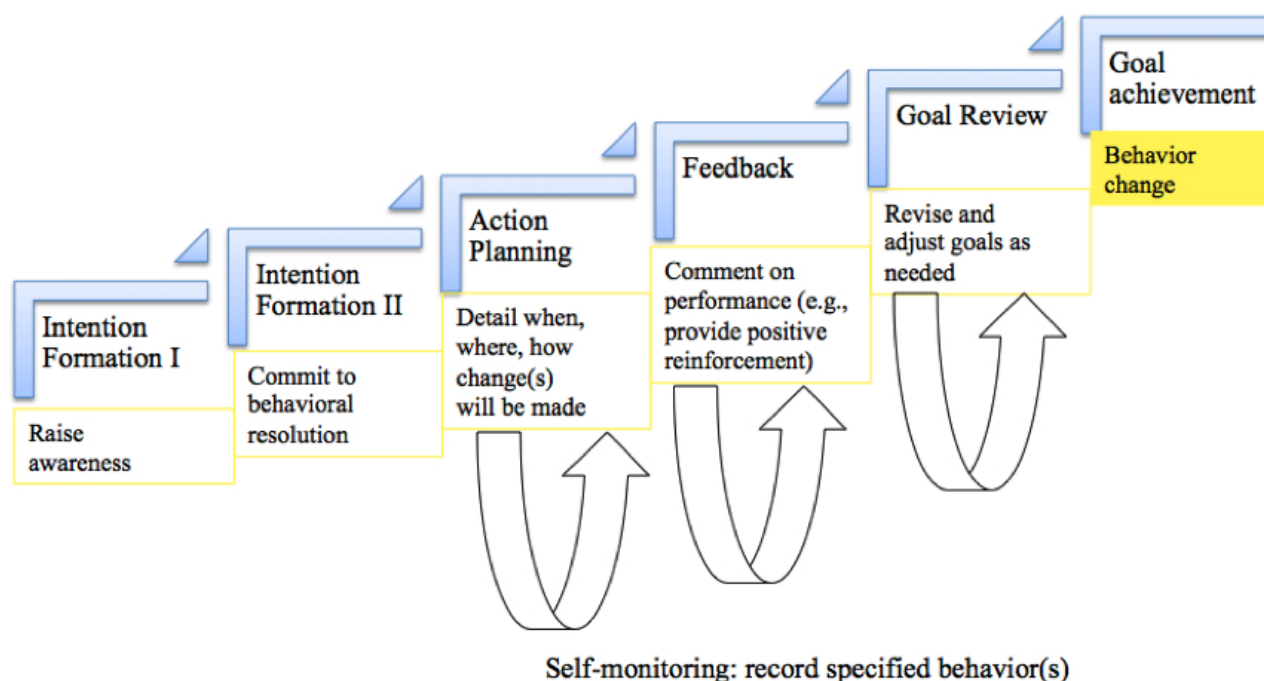 Intention
Formation I
Raise
awareness
Intention
Formation II
Commit to
behavioral
resolution
Action
Planning
Detail when,
where, how
change(s)
will be made
Feedback
Comment on
performance (e.g.,
provide positive
reinforcement)
Goal Review
Revise and
adjust goals as
needed
Goal
achievement
Behavior
change
Self-monitoring: record specified behavior(s)